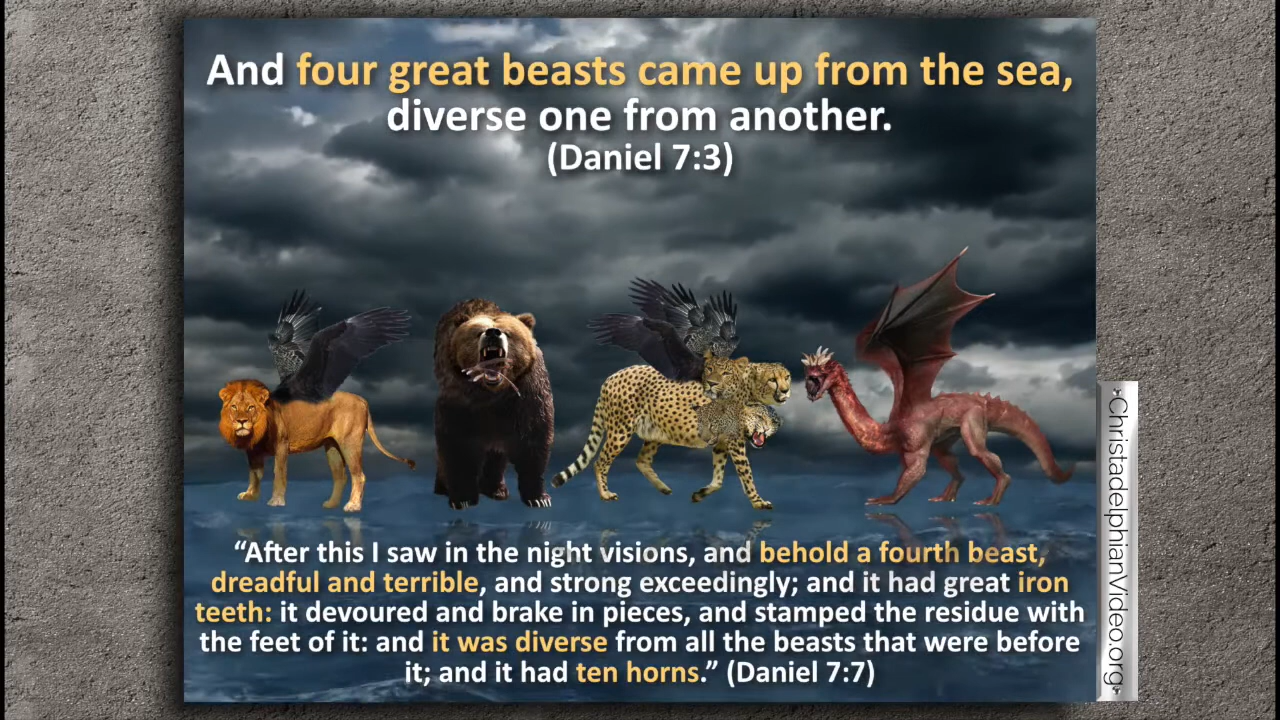 And four great beasts came up from the sea,
diverse one from another.
(Daniel 7:3)
“After this I saw in the night visions, and behold a fourth beast,
dreadful and terrible, and strong exceedingly; and it had great iron
teeth: it devoured and brake in pieces, and stamped the residue with
the feet of it: and it was diverse from all the beasts that were before
it; and it had ten horns.” (Daniel 7:7)
ChristadelphianVideo.org